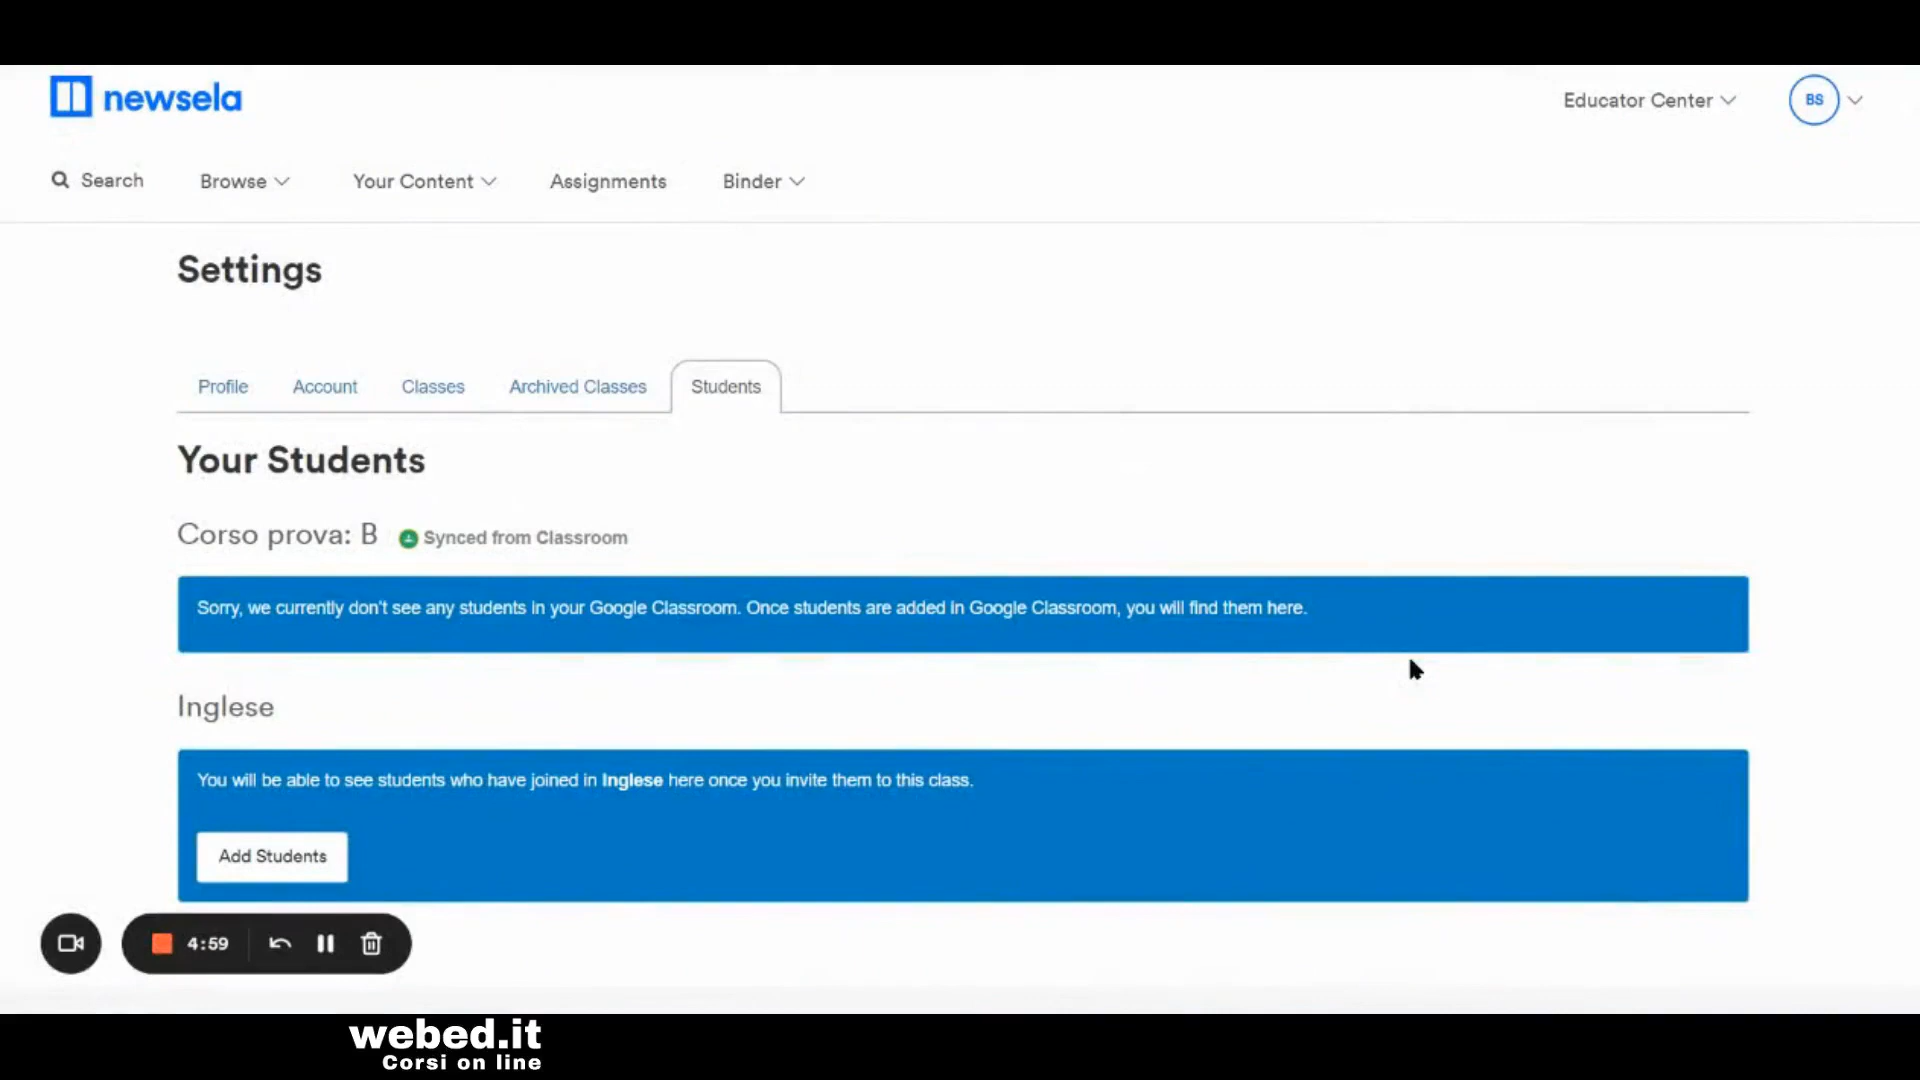 newsela
Educator Center
BS
Search
Browse
Your Content
Assignments
Binder
Settings
Profile
Account
Classes
Archived Classes
Students
Your Students
Corso prova: B
Synced from Classroom
Sorry, we currently don't see any students in your Google Classroom. Once students are added in Google Classroom, you will find them here.
Inglese
You will be able to see students who have joined in Inglese here once you invite them to this class.
Add Students
4:59
webed.it
Corsi on line